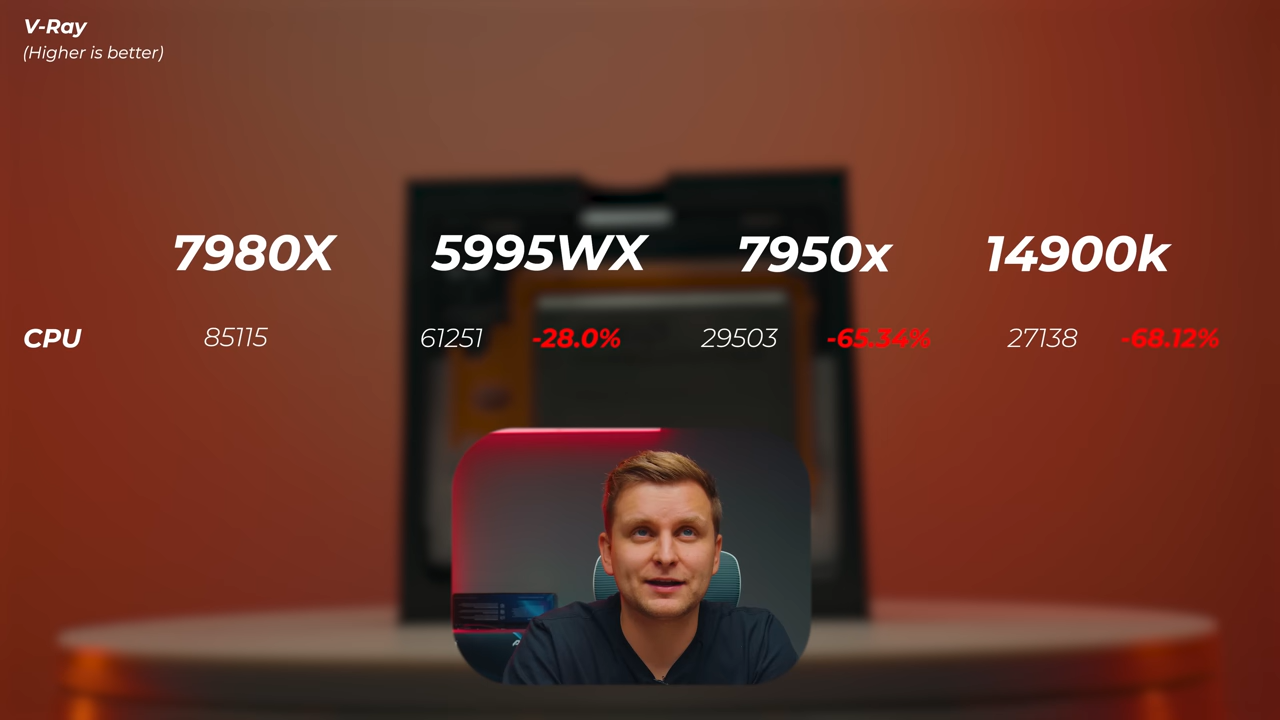 V-Ray
(Higher is better)
7980X 5995WX 7950x 14900k
CPU 85115 61251 -28.0% 29503 -65.34% 27138 -68.12%